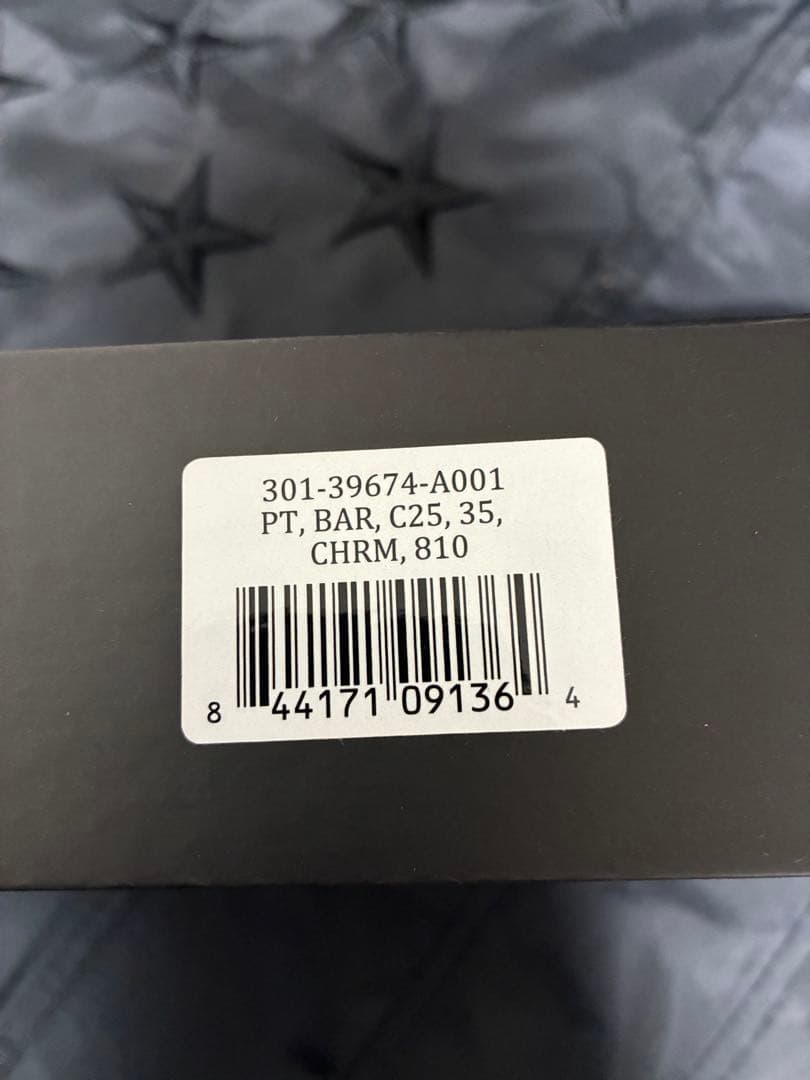 301-39674-A001
PT, BAR, C25, 35,
CHRM, 810
8 44171 09136 4